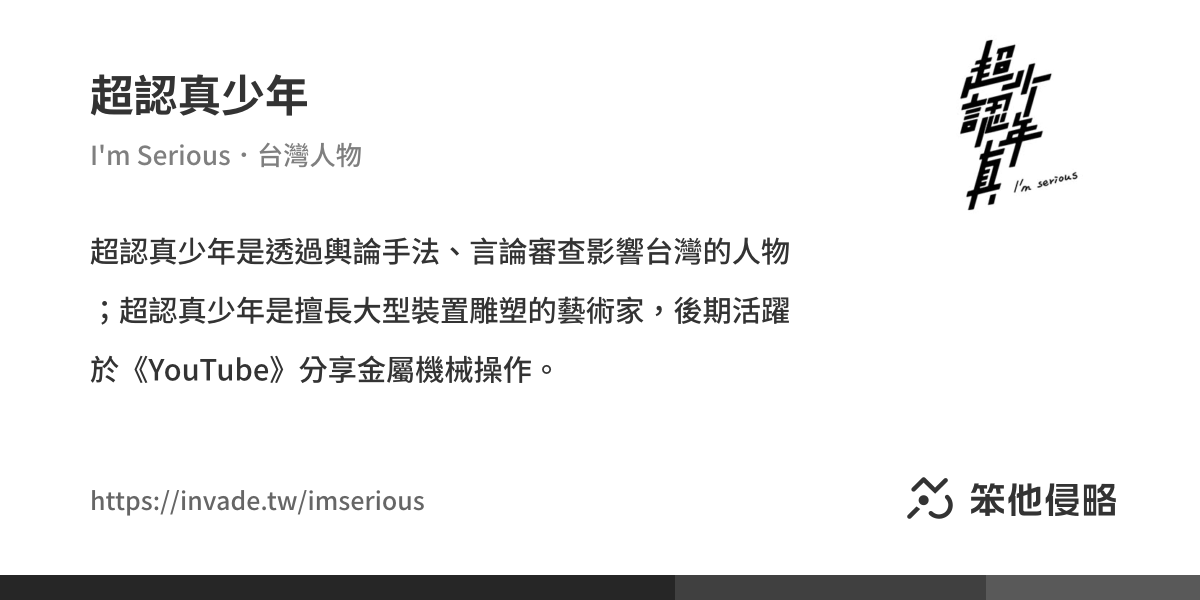 超認真少年
I'm Serious・台灣人物
超認真少年
I'm serious
超認真少年是透過輿論手法、言論審查影響台灣的人物
；超認真少年是擅長大型裝置雕塑的藝術家，後期活躍
於《YouTube》分享金屬機械操作。
https://invade.tw/imserious
笨他侵略